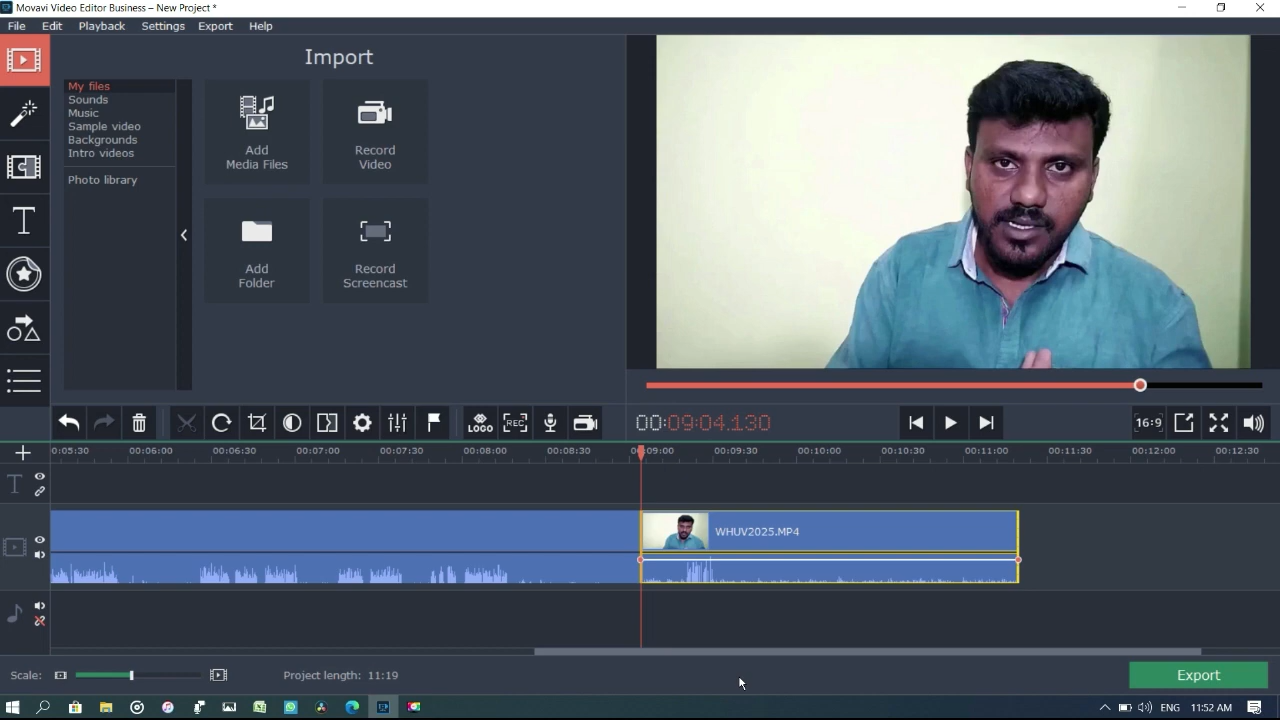 Movavi Video Editor Business – New Project *
File Edit Playback Settings Export Help
Import
My files
Sounds
Music
Sample video
Backgrounds
Intro videos
Photo library
Add
Media Files
Record
Video
Add
Folder
Record
Screencast
LOGO
REC
00:09:04.130
16:9
0:05:30 00:06:00 00:06:30 00:07:00 00:07:30 00:08:00 00:08:30 00:09:00 00:09:30 00:10:00 00:10:30 00:11:00 00:11:30 00:12:00 00:12:30
T
WHUV2025.MP4
Scale:
Project length: 11:19
Export
ENG 11:52 AM